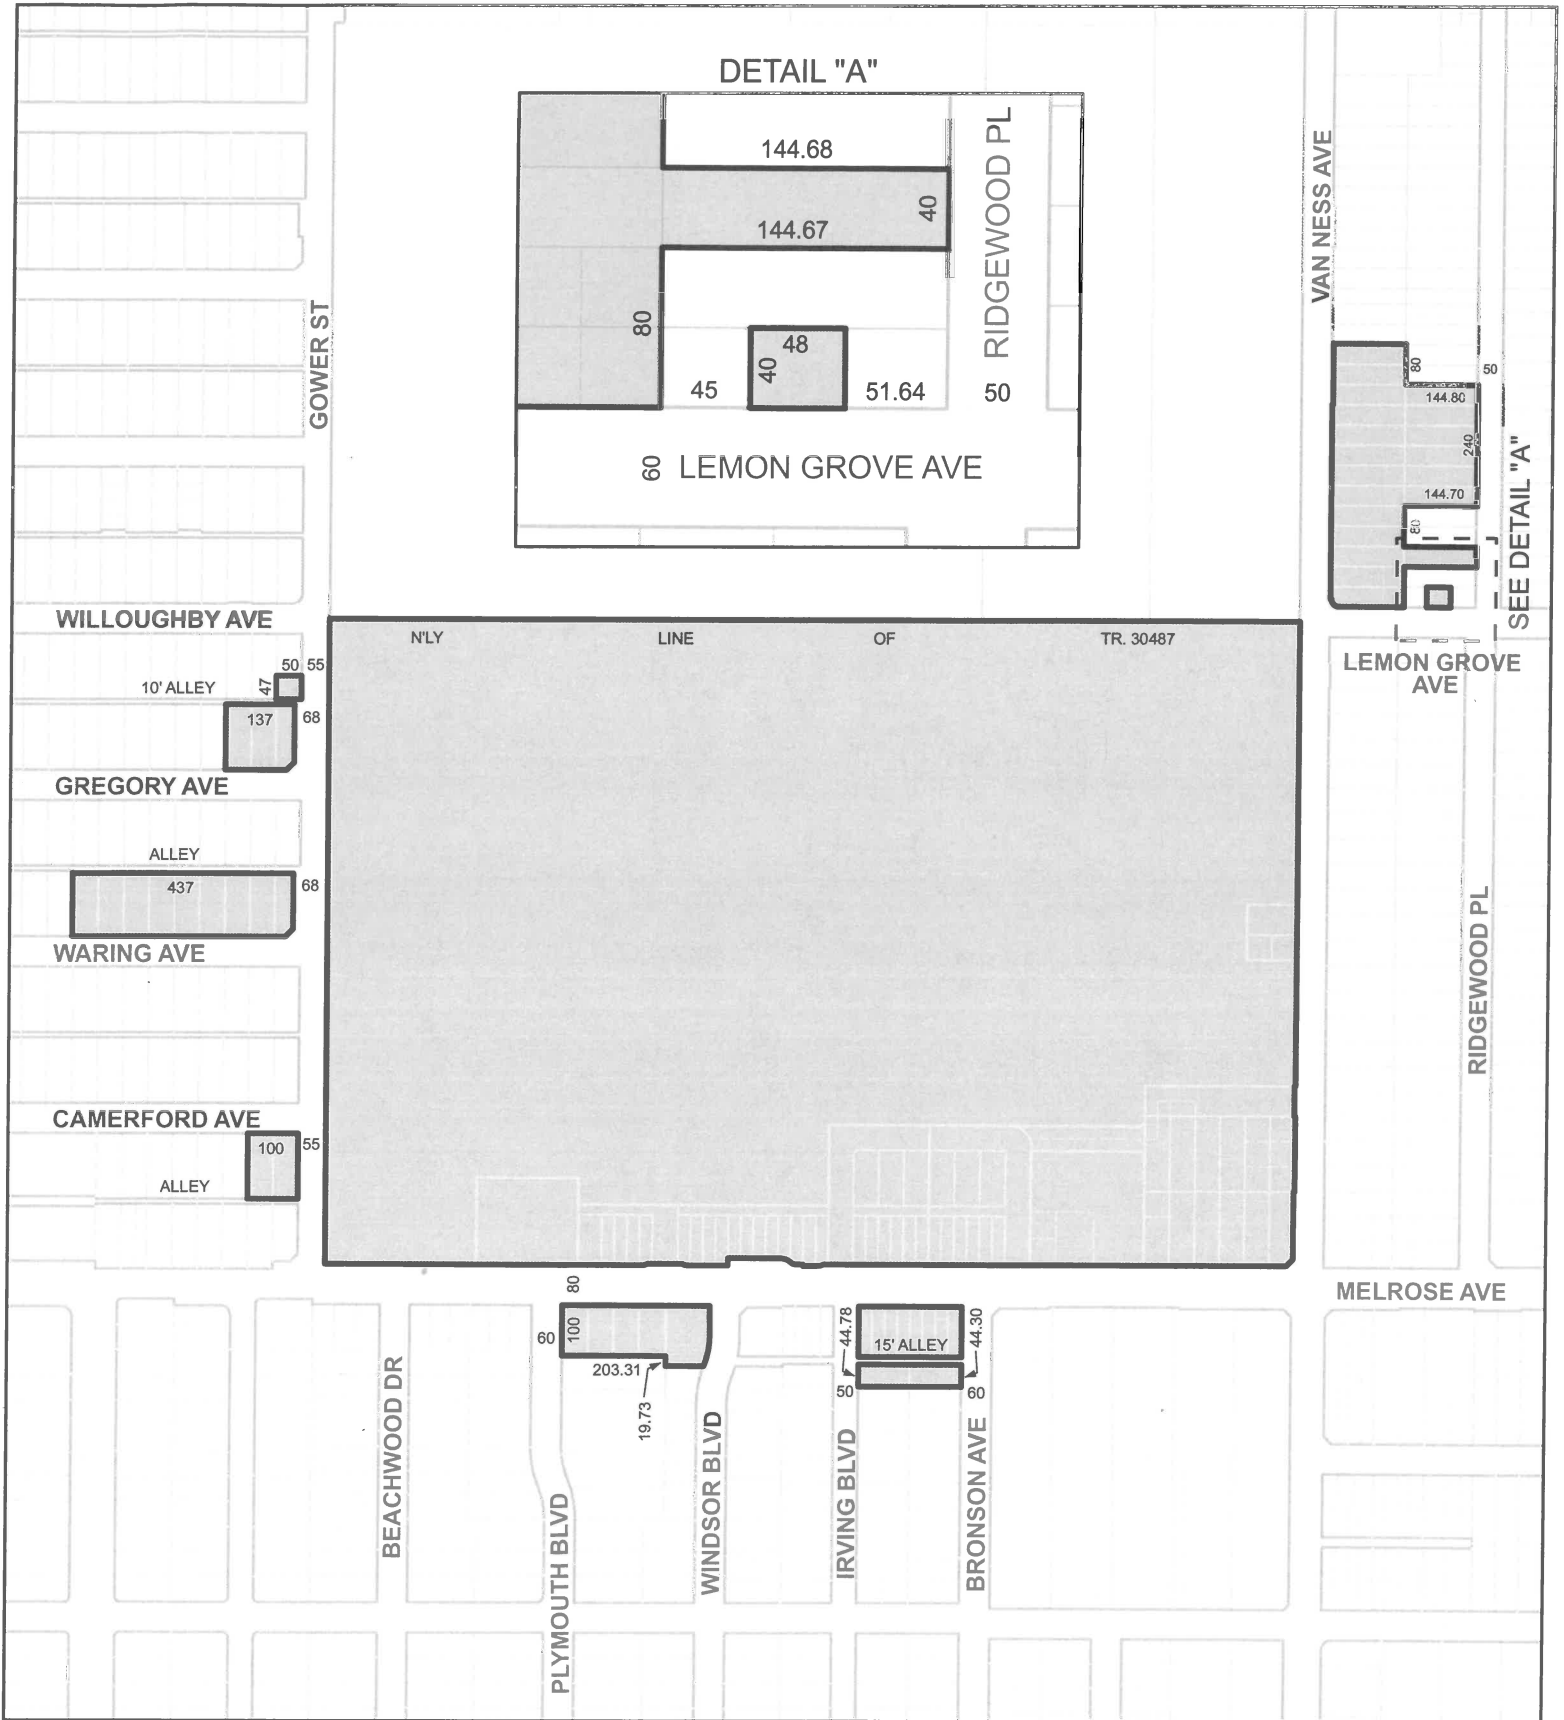 DETAIL "A"
144.68
144.67
40
80
48
40
45
51.64
50
RIDGEWOOD PL
60 LEMON GROVE AVE
GOWER ST
VAN NESS AVE
80
50
144.80
240
144.70
80
SEE DETAIL "A"
LEMON GROVE
AVE
WILLOUGHBY AVE
N'LY LINE OF TR. 30487
50 55
47
10' ALLEY
137
68
GREGORY AVE
ALLEY
437
68
WARING AVE
RIDGEWOOD PL
CAMERFORD AVE
100
55
ALLEY
MELROSE AVE
80
60
100
203.31
19.73
44.78
15' ALLEY
44.30
50
60
BEACHWOOD DR
PLYMOUTH BLVD
WINDSOR BLVD
IRVING BLVD
BRONSON AVE